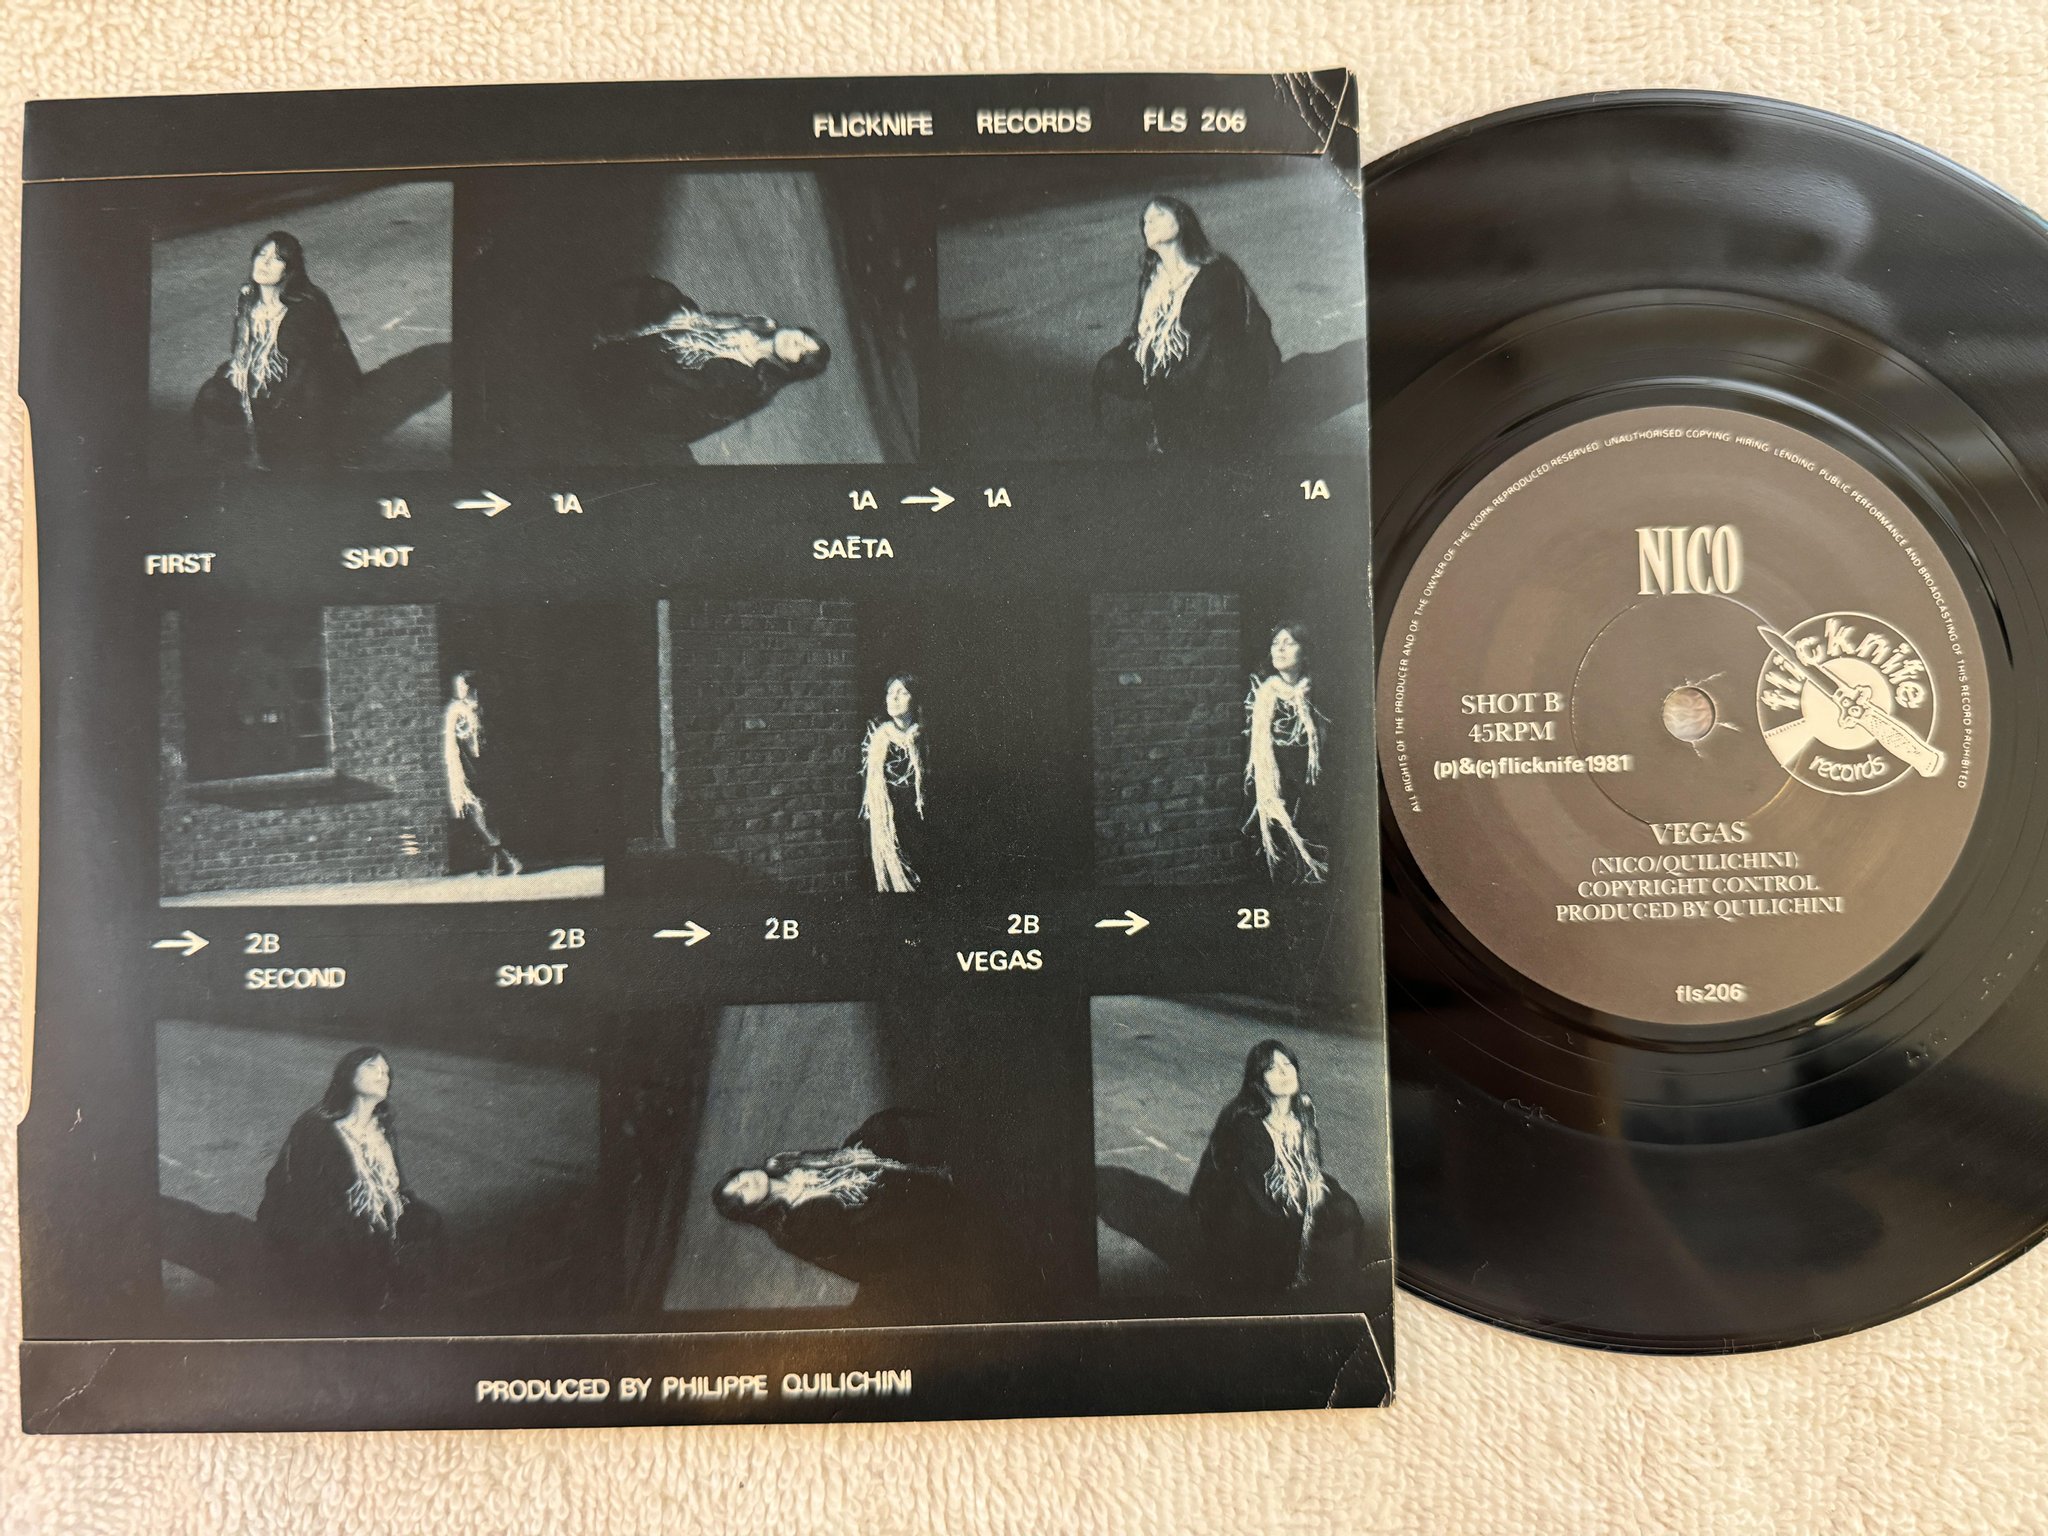 FLICKNIFE RECORDS FLS 206
1A → 1A 1A → 1A 1A
FIRST SHOT SAĒTA
→ 2B 2B → 2B 2B → 2B
SECOND SHOT VEGAS
PRODUCED BY PHILIPPE QUILICHINI
ALL RIGHTS OF THE PRODUCER AND OF THE OWNER OF THE WORK REPRODUCED RESERVED. UNAUTHORISED COPYING. HIRING. LENDING. PUBLIC PERFORMANCE AND BROADCASTING OF THIS RECORD PROHIBITED
NICO
flicknife
records
SHOT B
45RPM
(p)&(c)flicknife1981
VEGAS
(NICO/QUILICHINI)
COPYRIGHT CONTROL
PRODUCED BY QUILICHINI
fls206